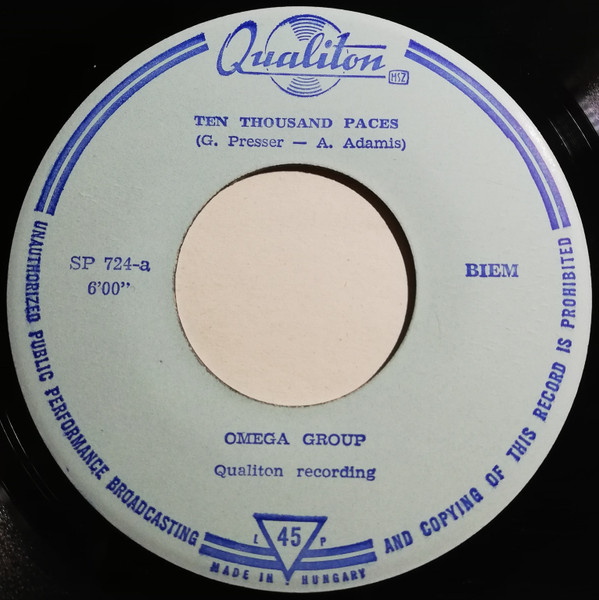 Qualiton
MSZ
TEN THOUSAND PACES
(G. Presser — A. Adamis)
SP 724-a
6'00"
BIEM
OMEGA GROUP
Qualiton recording
UNAUTHORIZED PUBLIC PERFORMANCE BROADCASTING
AND COPYING OF THIS RECORD IS PROHIBITED
L 45 P
MADE IN HUNGARY